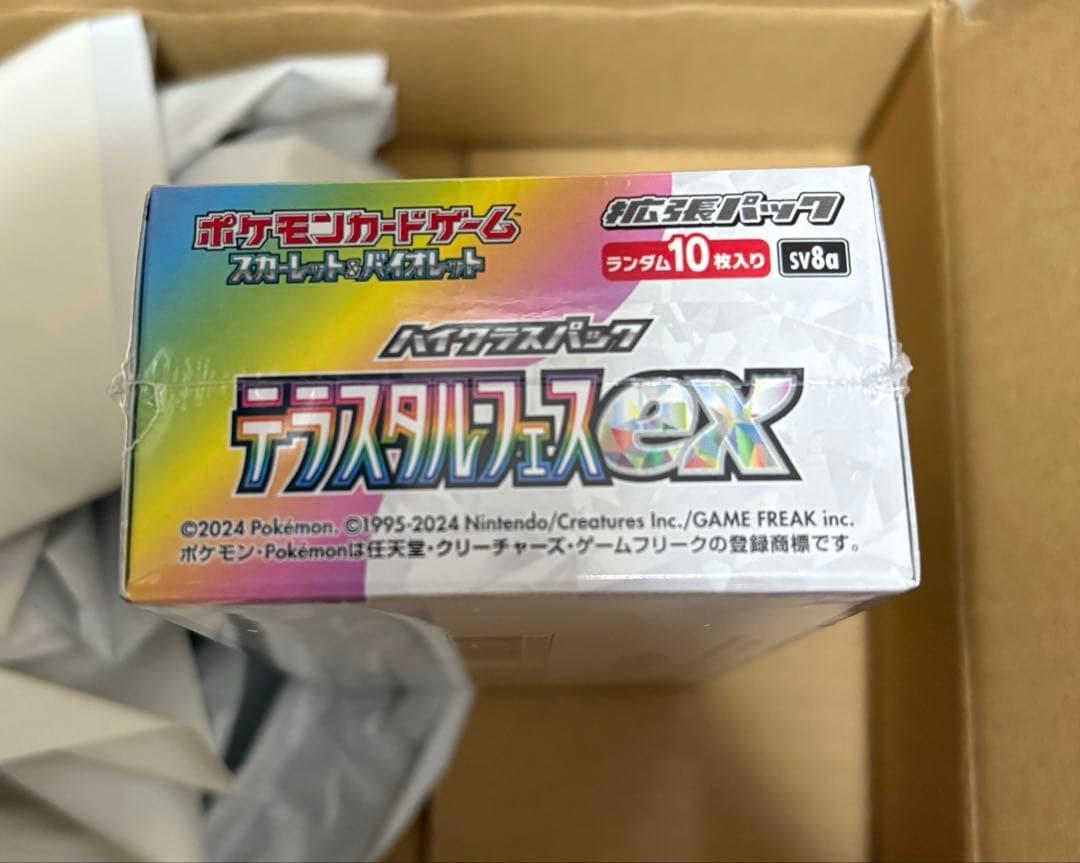 ポケモンカードゲーム™
スカーレット&バイオレット
拡張パック
ランダム10枚入り
SV8a
ハイクラスパック
テラスタルフェスex
©2024 Pokémon. ©1995-2024 Nintendo/Creatures Inc./GAME FREAK inc.
ポケモン・Pokémonは任天堂・クリーチャーズ・ゲームフリークの登録商標です。